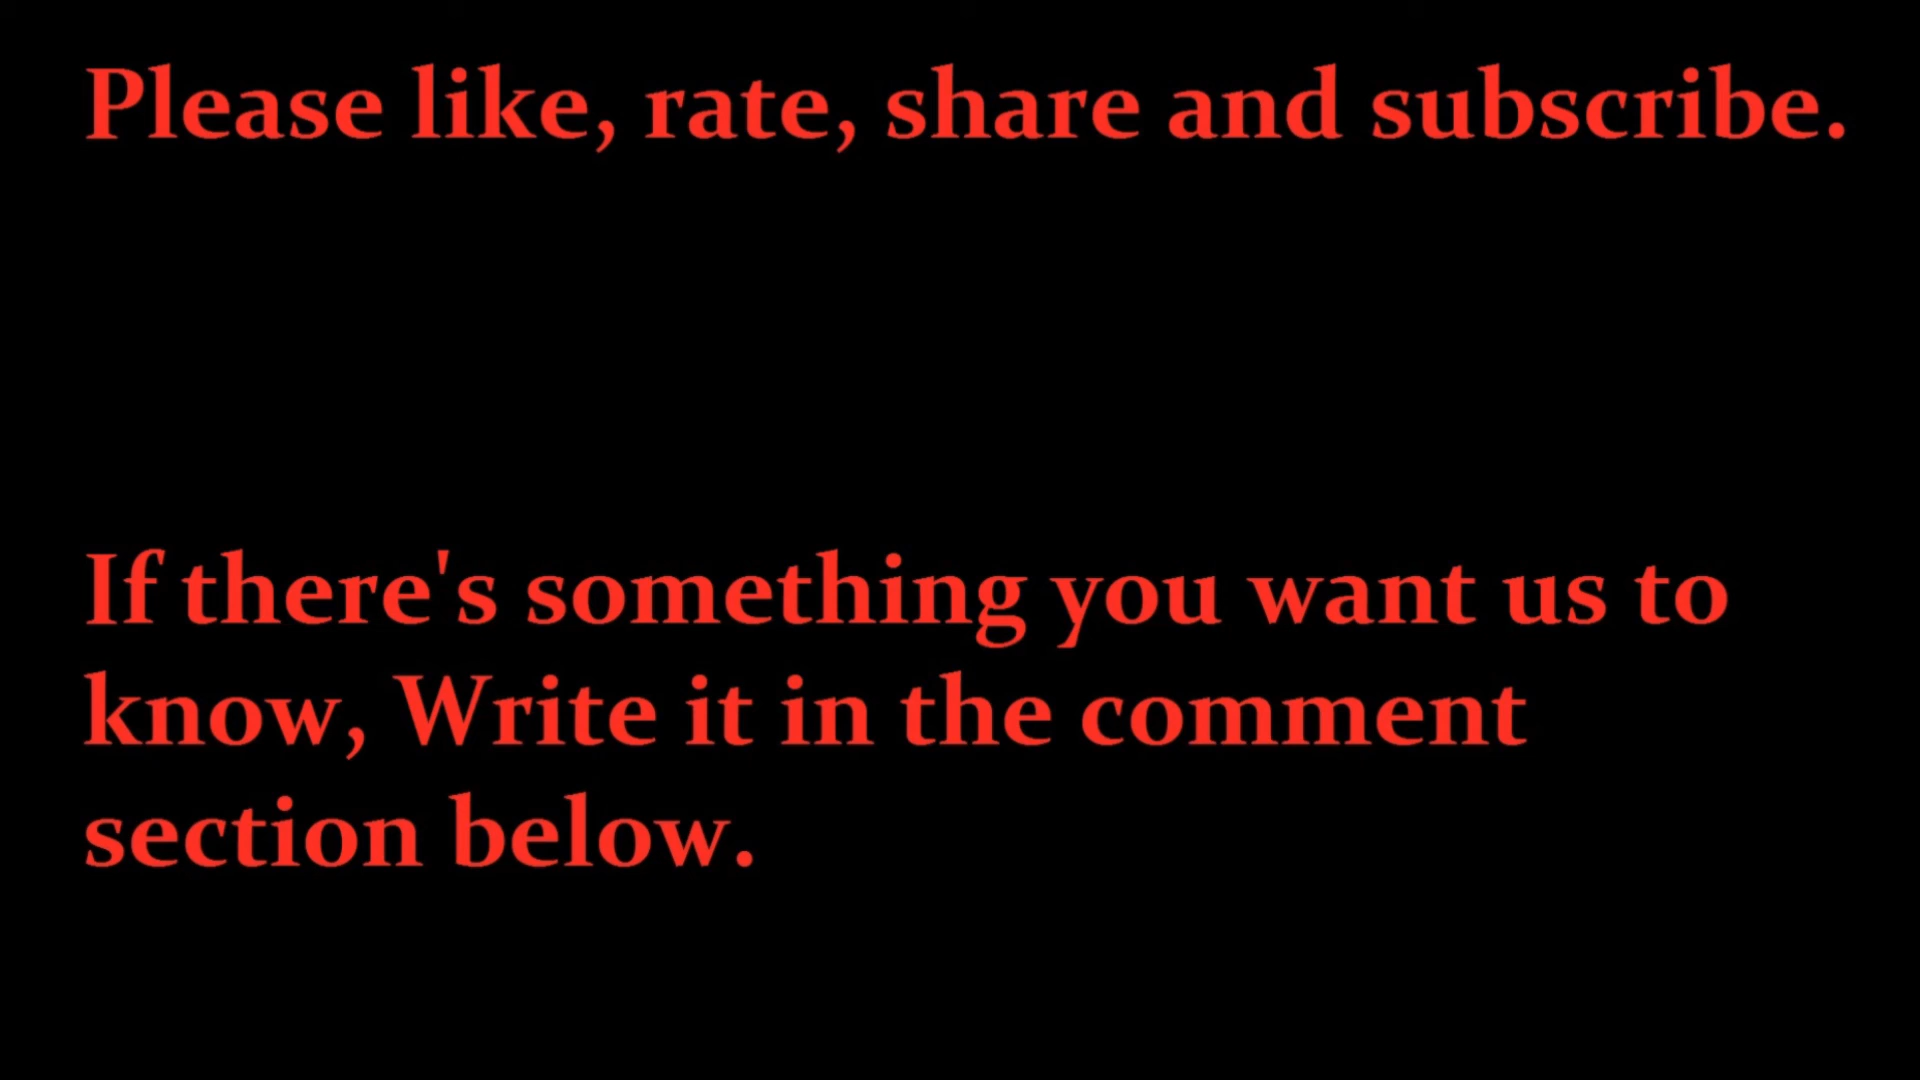 Please like, rate, share and subscribe.
If there's something you want us to
know, Write it in the comment
section below.